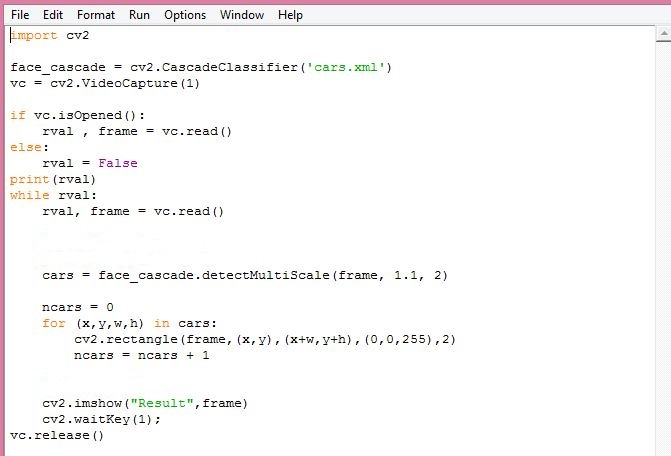 File Edit Format Run Options Window Help
import cv2
face_cascade = cv2.CascadeClassifier('cars.xml')
vc = cv2.VideoCapture(1)
if vc.isOpened():
    rval , frame = vc.read()
else:
    rval = False
print(rval)
while rval:
    rval, frame = vc.read()
    cars = face_cascade.detectMultiScale(frame, 1.1, 2)
    ncars = 0
    for (x,y,w,h) in cars:
        cv2.rectangle(frame,(x,y),(x+w,y+h),(0,0,255),2)
        ncars = ncars + 1
    cv2.imshow("Result",frame)
    cv2.waitKey(1);
vc.release()